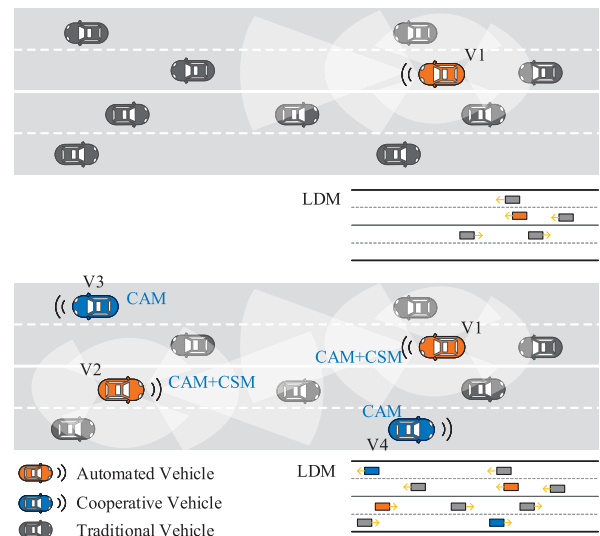 V1
LDM
V3
CAM
V1
CAM+CSM
V2
CAM+CSM
CAM
V4
LDM
Automated Vehicle
Cooperative Vehicle
Traditional Vehicle